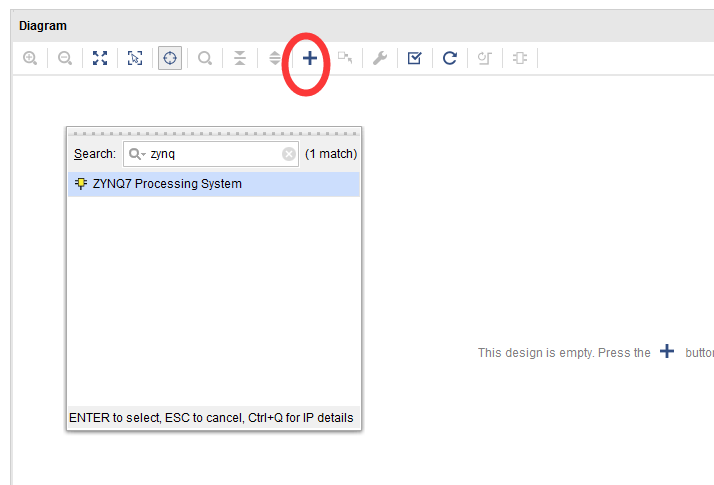 Diagram
Search: zynq (1 match)
ZYNQ7 Processing System
This design is empty. Press the butto
ENTER to select, ESC to cancel, Ctrl+Q for IP details